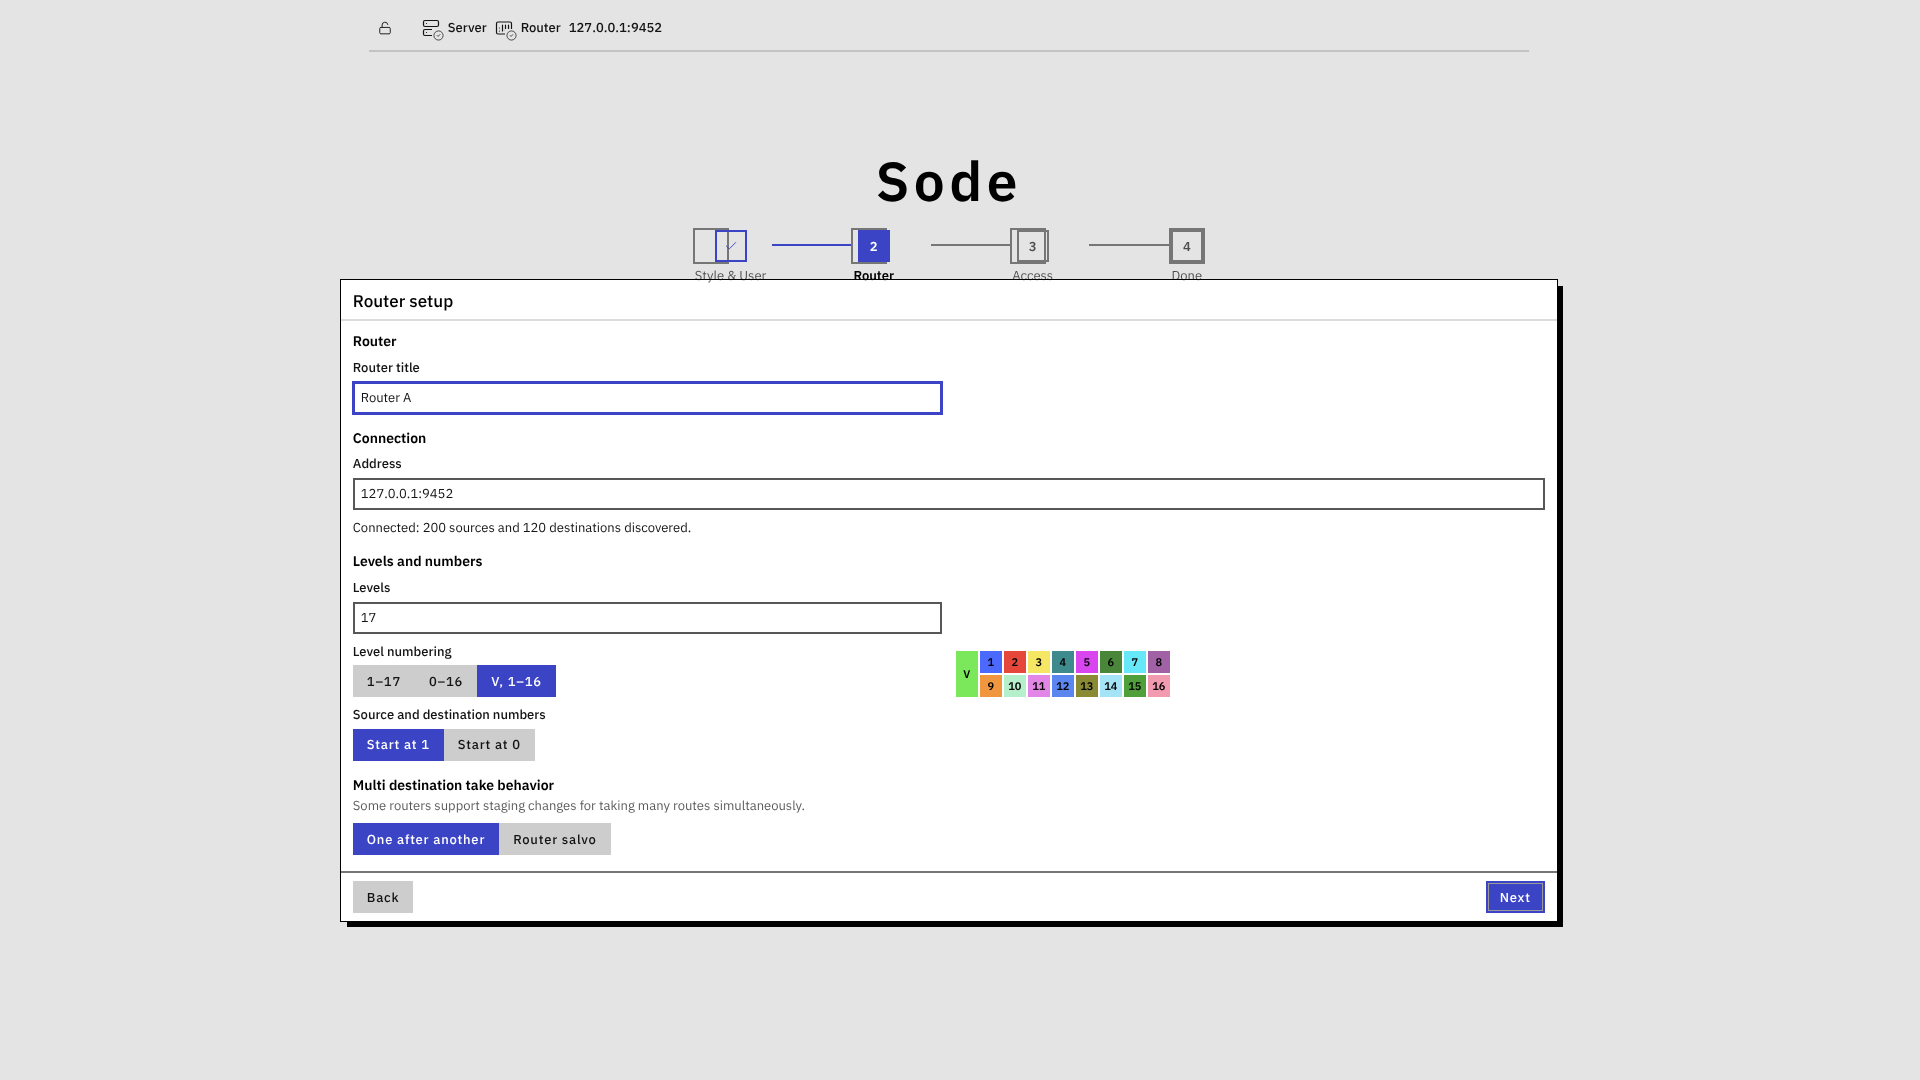 Server Router 127.0.0.1:9452
Sode
2 3 4
Style & User Router Access Done
Router setup
Router
Router title
Router A
Connection
Address
127.0.0.1:9452
Connected: 200 sources and 120 destinations discovered.
Levels and numbers
Levels
17
Level numbering
1–17 0–16 V, 1–16
V 1 2 3 4 5 6 7 8
9 10 11 12 13 14 15 16
Source and destination numbers
Start at 1 Start at 0
Multi destination take behavior
Some routers support staging changes for taking many routes simultaneously.
One after another Router salvo
Back Next